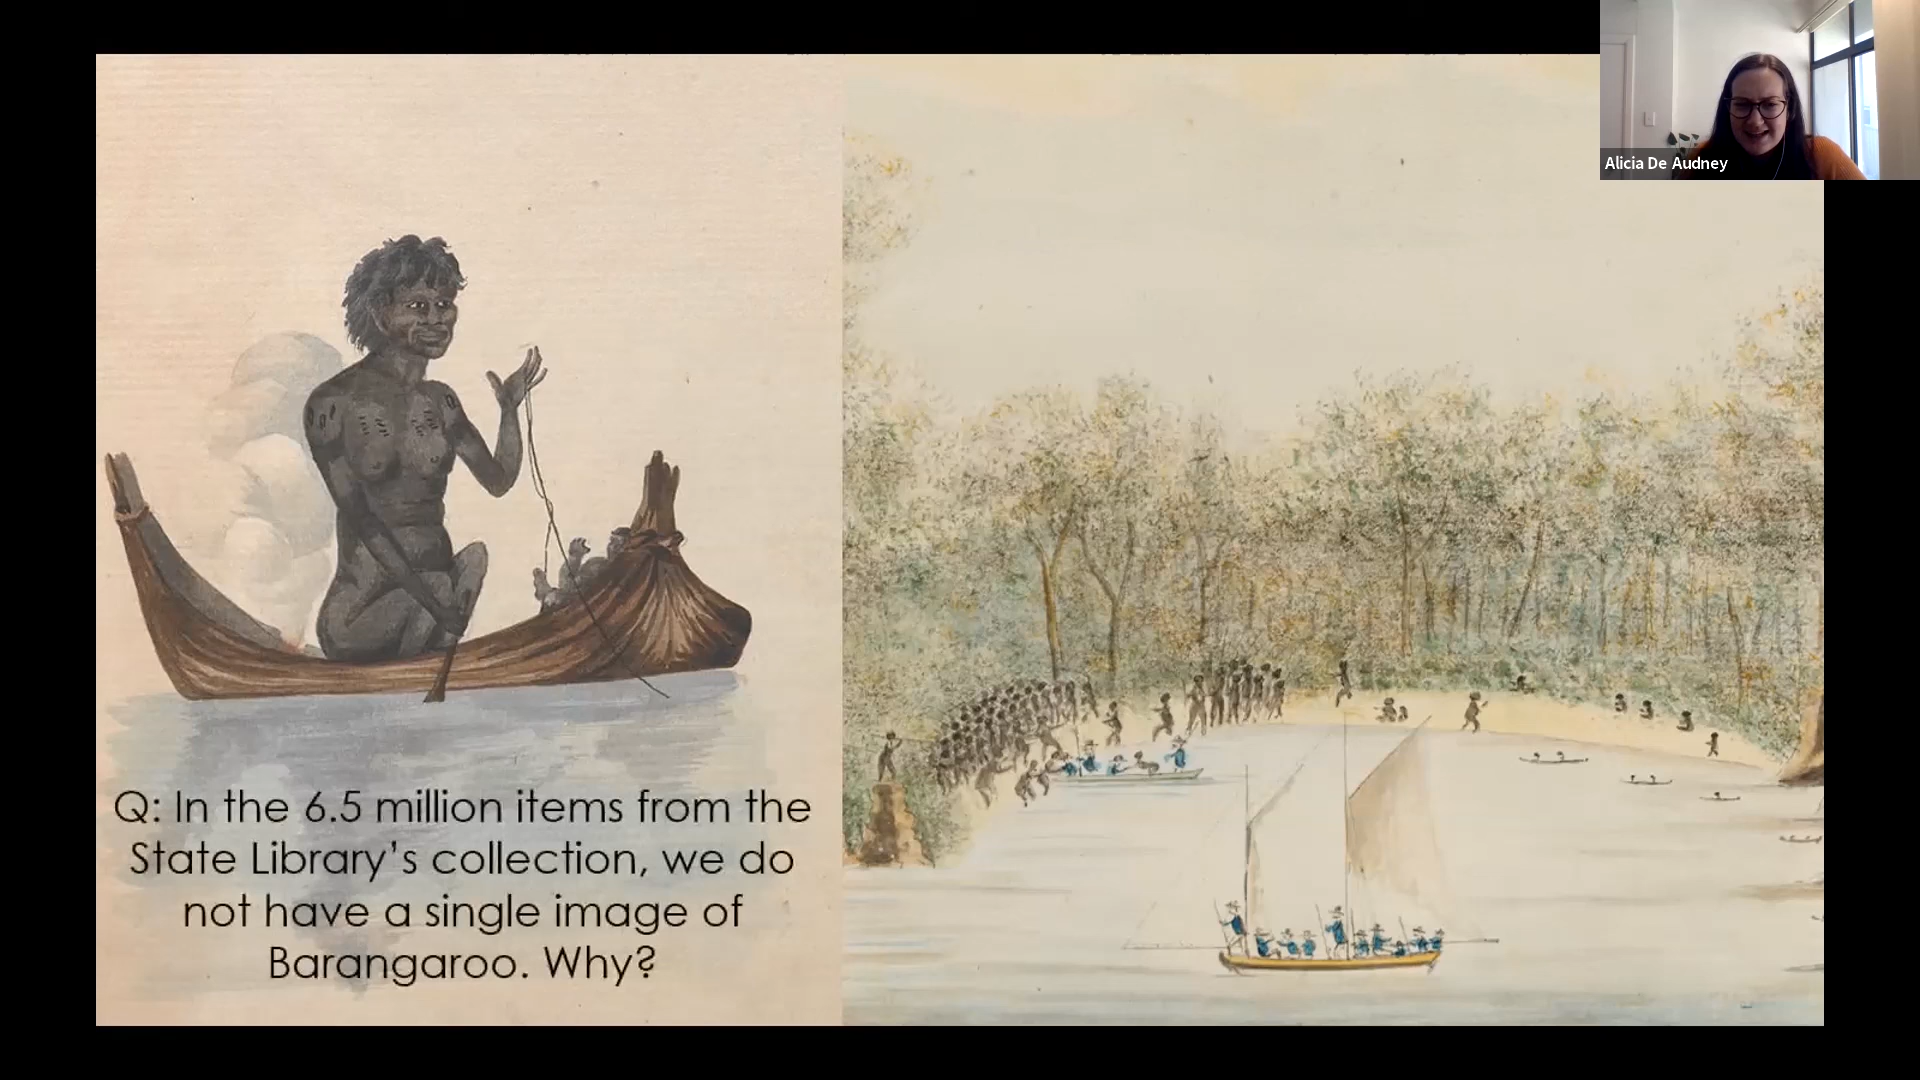 Alicia De Audney
Q: In the 6.5 million items from the
State Library's collection, we do
not have a single image of
Barangaroo. Why?